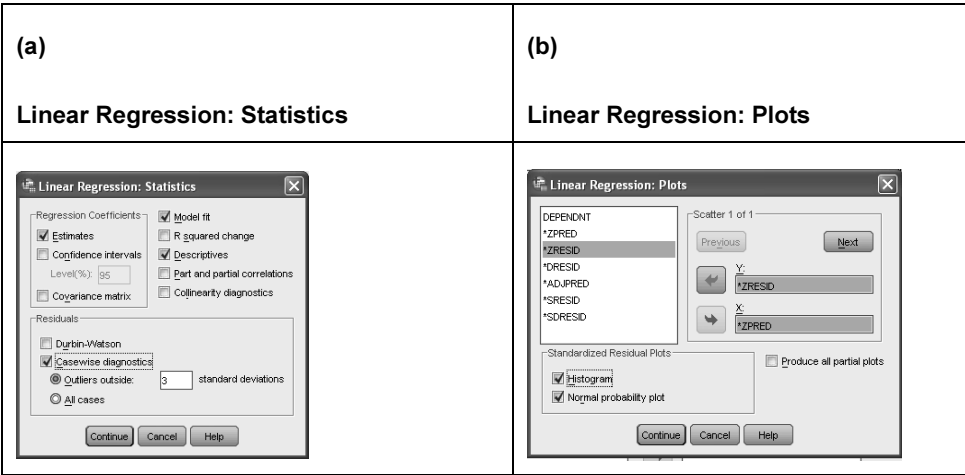 (a)
Linear Regression: Statistics
(b)
Linear Regression: Plots
Linear Regression: Statistics
Regression Coefficients
Estimates
Confidence intervals
Level(%): 95
Covariance matrix
Model fit
R squared change
Descriptives
Part and partial correlations
Collinearity diagnostics
Residuals
Durbin-Watson
Casewise diagnostics
Outliers outside: 3 standard deviations
All cases
Continue Cancel Help
Linear Regression: Plots
DEPENDNT
*ZPRED
*ZRESID
*DRESID
*ADJPRED
*SRESID
*SDRESID
Scatter 1 of 1
Previous Next
Y:
*ZRESID
X:
*ZPRED
Standardized Residual Plots
Histogram
Normal probability plot
Produce all partial plots
Continue Cancel Help